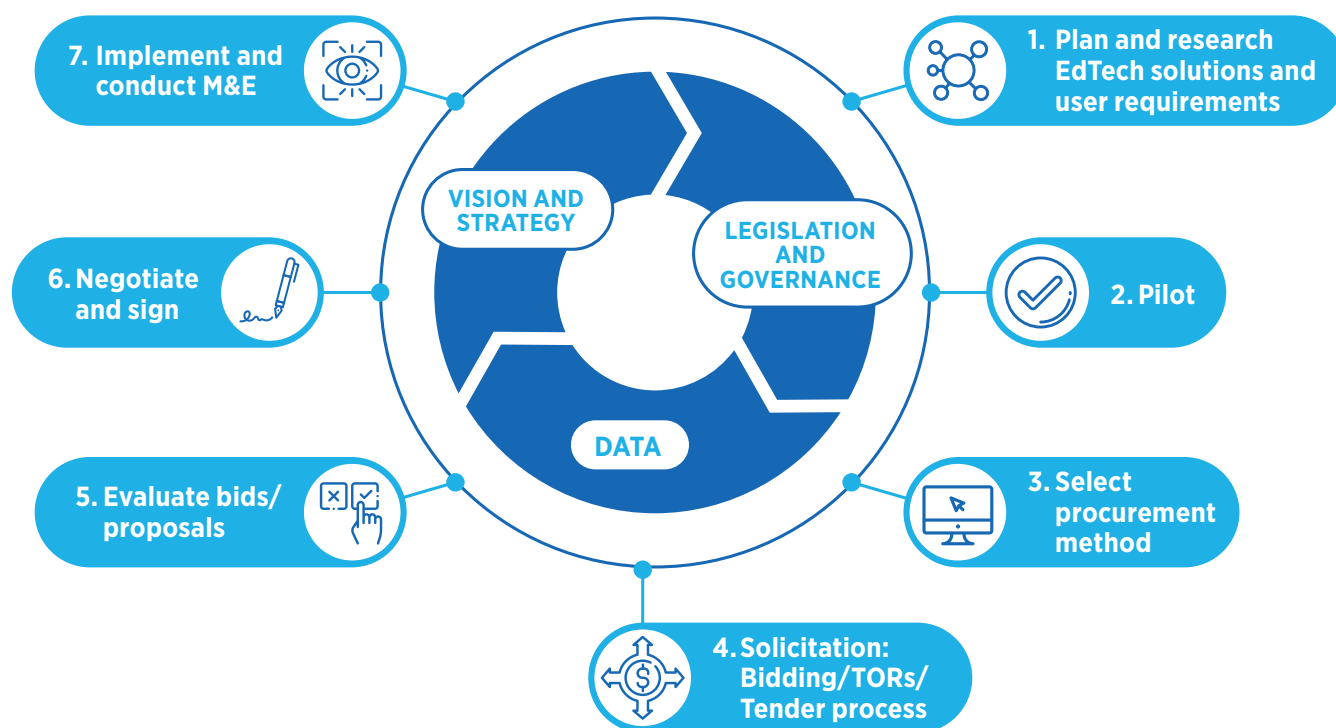 1. Plan and research
EdTech solutions and
user requirements
2. Pilot
3. Select
procurement
method
4. Solicitation:
Bidding/TORs/
Tender process
5. Evaluate bids/
proposals
6. Negotiate
and sign
7. Implement and
conduct M&E
VISION AND
STRATEGY
LEGISLATION
AND
GOVERNANCE
DATA
$